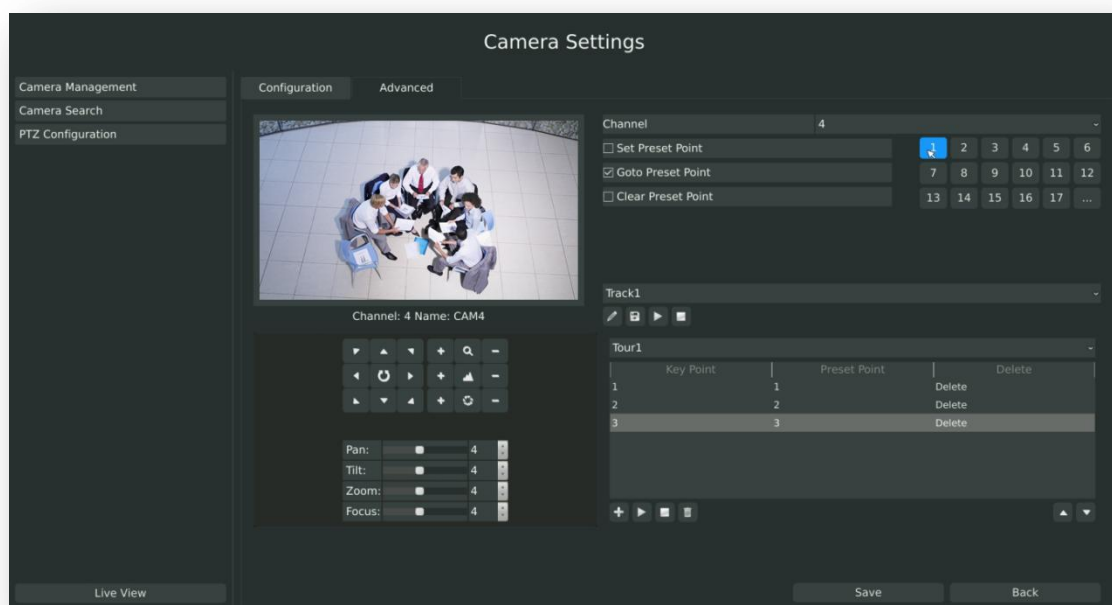 Camera Settings
Camera Management
Camera Search
PTZ Configuration
Configuration Advanced
Channel 4
Set Preset Point
Goto Preset Point
Clear Preset Point
1 2 3 4 5 6
7 8 9 10 11 12
13 14 15 16 17 ...
Channel: 4 Name: CAM4
Pan: 4
Tilt: 4
Zoom: 4
Focus: 4
Track1
Tour1
Key Point Preset Point Delete
1 1 Delete
2 2 Delete
3 3 Delete
Live View
Save Back